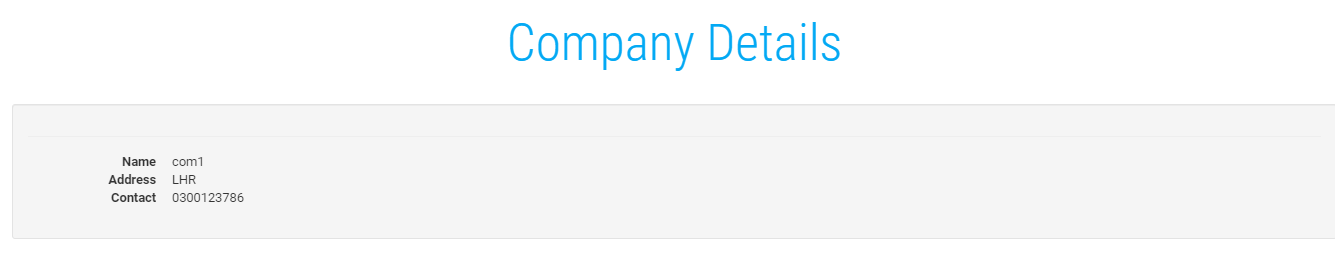 Company Details
Name com1
Address LHR
Contact 0300123786